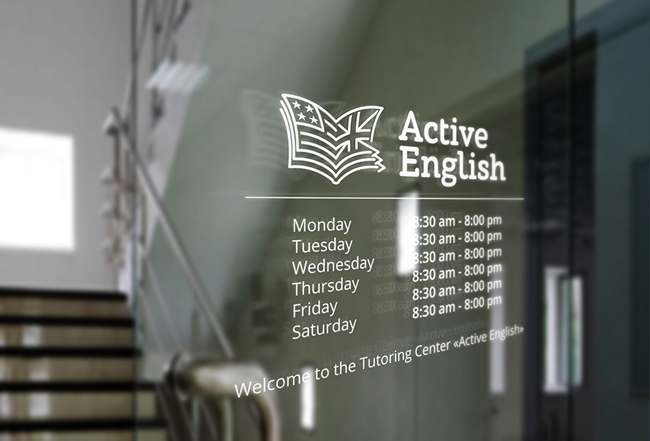 Active
English
Monday 8:30 am - 8:00 pm
Tuesday 8:30 am - 8:00 pm
Wednesday 8:30 am - 8:00 pm
Thursday 8:30 am - 8:00 pm
Friday 8:30 am - 8:00 pm
Saturday 8:30 am - 8:00 pm
Welcome to the Tutoring Center «Active English»